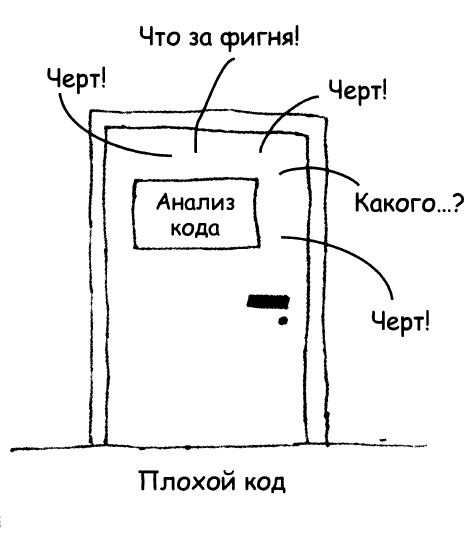 Что за фигня!
Черт!
Черт!
Какого...?
Анализ
кода
Черт!
Плохой код